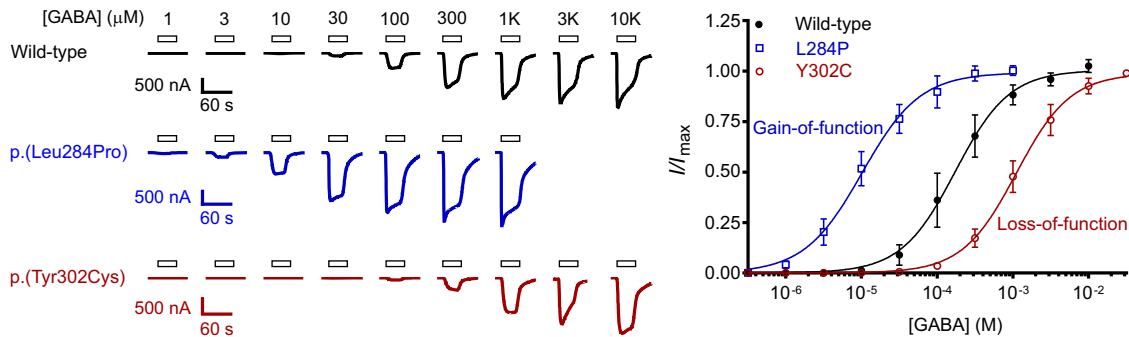 [GABA] (μM) 1 3 10 30 100 300 1K 3K 10K
Wild-type
500 nA
60 s
p.(Leu284Pro)
500 nA
60 s
p.(Tyr302Cys)
500 nA
60 s
Wild-type
L284P
Y302C
1.00
0.75
0.50
0.25
0.00
I/Imax
Gain-of-function
Loss-of-function
10⁻⁶ 10⁻⁵ 10⁻⁴ 10⁻³ 10⁻²
[GABA] (M)